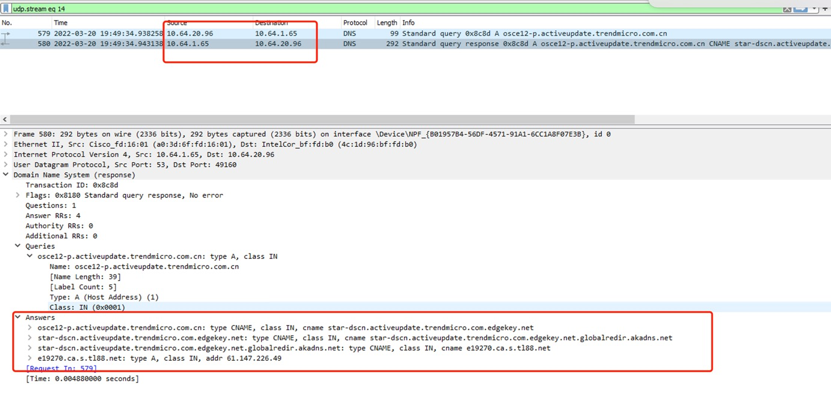 udp.stream eq 14
No. Time Source Destination Protocol Length Info
579 2022-03-20 19:49:34.938258 10.64.20.96 10.64.1.65 DNS 99 Standard query 0x8c8d A osce12-p.activeupdate.trendmicro.com.cn
580 2022-03-20 19:49:34.943138 10.64.1.65 10.64.20.96 DNS 292 Standard query response 0x8c8d A osce12-p.activeupdate.trendmicro.com.cn CNAME star-dscn.activeupdate.
Frame 580: 292 bytes on wire (2336 bits), 292 bytes captured (2336 bits) on interface \Device\NPF_{B01957B4-56DF-4571-91A1-6CC1A8F07E3B}, id 0
Ethernet II, Src: Cisco_fd:16:01 (a0:3d:6f:fd:16:01), Dst: IntelCor_bf:fd:b0 (4c:1d:96:bf:fd:b0)
Internet Protocol Version 4, Src: 10.64.1.65, Dst: 10.64.20.96
User Datagram Protocol, Src Port: 53, Dst Port: 49160
Domain Name System (response)
Transaction ID: 0x8c8d
Flags: 0x8180 Standard query response, No error
Questions: 1
Answer RRs: 4
Authority RRs: 0
Additional RRs: 0
Queries
osce12-p.activeupdate.trendmicro.com.cn: type A, class IN
Name: osce12-p.activeupdate.trendmicro.com.cn
[Name Length: 39]
[Label Count: 5]
Type: A (Host Address) (1)
Class: IN (0x0001)
Answers
osce12-p.activeupdate.trendmicro.com.cn: type CNAME, class IN, cname star-dscn.activeupdate.trendmicro.com.edgekey.net
star-dscn.activeupdate.trendmicro.com.edgekey.net: type CNAME, class IN, cname star-dscn.activeupdate.trendmicro.com.edgekey.net.globalredir.akadns.net
star-dscn.activeupdate.trendmicro.com.edgekey.net.globalredir.akadns.net: type CNAME, class IN, cname e19270.ca.s.tl88.net
e19270.ca.s.tl88.net: type A, class IN, addr 61.147.226.49
[Request In: 579]
[Time: 0.004880000 seconds]